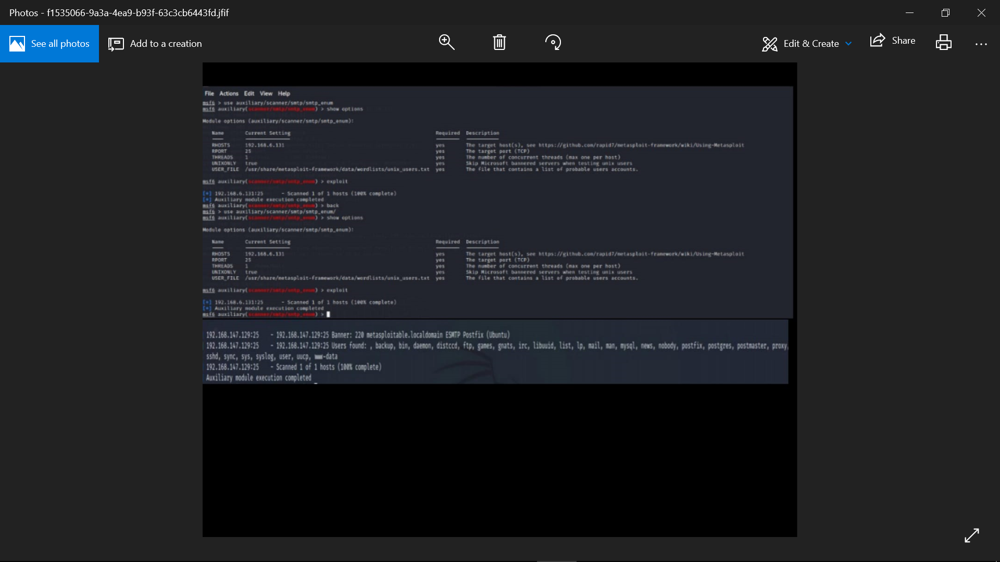 Photos - f1535066-9a3a-4ea9-b93f-63c3cb6443fd.jfif
See all photos
Add to a creation
Edit & Create
Share
File Actions Edit View Help
msf6 > use auxiliary/scanner/smtp/smtp_enum
msf6 auxiliary(scanner/smtp/smtp_enum) > show options
Module options (auxiliary/scanner/smtp/smtp_enum):
Name Current Setting Required Description
RHOSTS 192.168.6.131 yes The target host(s), see https://github.com/rapid7/metasploit-framework/wiki/Using-Metasploit
RPORT 25 yes The target port (TCP)
THREADS 1 yes The number of concurrent threads (max one per host)
UNIXONLY true yes Skip Microsoft bannered servers when testing unix users
USER_FILE /usr/share/metasploit-framework/data/wordlists/unix_users.txt yes The file that contains a list of probable users accounts.
msf6 auxiliary(scanner/smtp/smtp_enum) > exploit
[*] 192.168.6.131:25 - Scanned 1 of 1 hosts (100% complete)
[*] Auxiliary module execution completed
msf6 auxiliary(scanner/smtp/smtp_enum) > back
msf6 > use auxiliary/scanner/smtp/smtp_enum/
msf6 auxiliary(scanner/smtp/smtp_enum) > show options
Module options (auxiliary/scanner/smtp/smtp_enum):
Name Current Setting Required Description
RHOSTS 192.168.6.131 yes The target host(s), see https://github.com/rapid7/metasploit-framework/wiki/Using-Metasploit
RPORT 25 yes The target port (TCP)
THREADS 1 yes The number of concurrent threads (max one per host)
UNIXONLY true yes Skip Microsoft bannered servers when testing unix users
USER_FILE /usr/share/metasploit-framework/data/wordlists/unix_users.txt yes The file that contains a list of probable users accounts.
msf6 auxiliary(scanner/smtp/smtp_enum) > exploit
[*] 192.168.6.131:25 - Scanned 1 of 1 hosts (100% complete)
[*] Auxiliary module execution completed
msf6 auxiliary(scanner/smtp/smtp_enum) >
192.168.147.129:25 - 192.168.147.129:25 Banner: 220 metasploitable.localdomain ESMTP Postfix (Ubuntu)
192.168.147.129:25 - 192.168.147.129:25 Users found: , backup, bin, daemon, distccd, ftp, games, gnats, irc, libuuid, list, lp, mail, man, mysql, news, nobody, postfix, postgres, postmaster, proxy,
sshd, sync, sys, syslog, user, uucp, www-data
192.168.147.129:25 - Scanned 1 of 1 hosts (100% complete)
Auxiliary module execution completed